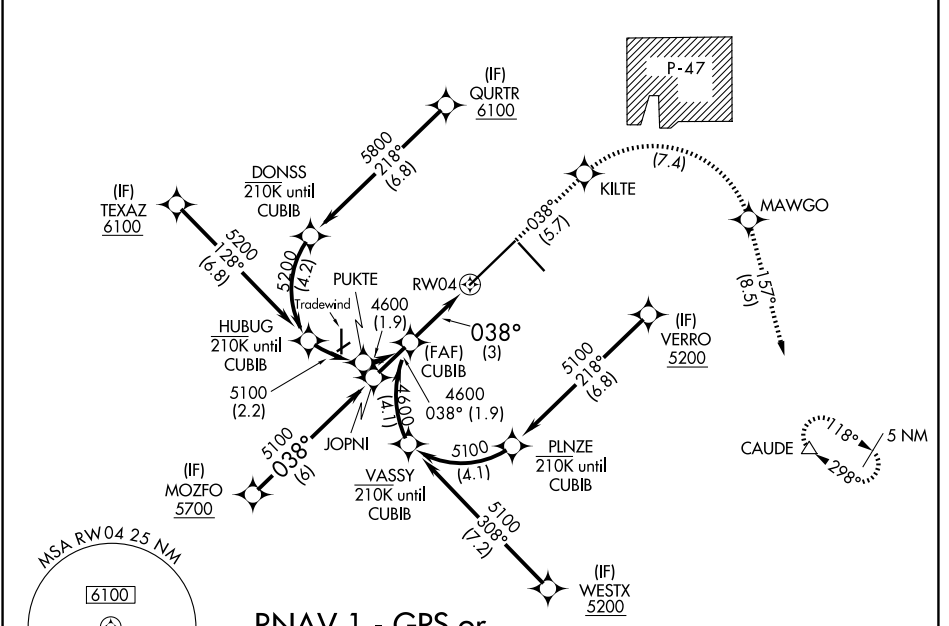 P-47
(IF)
QURTR
6100
5800
218°
(6.8)
DONSS
210K until
CUBIB
(IF)
TEXAZ
6100
5200
128°
(6.8)
5200
(4.2)
(7.4)
KILTE
MAWGO
038°
(5.7)
157°
(8.5)
PUKTE
RW04
Tradewind
4600
(1.9)
HUBUG
210K until
CUBIB
038°
(3)
(FAF)
CUBIB
(IF)
VERRO
5200
5100
218°
(6.8)
5100
(2.2)
4600
038° (1.9)
4600
(4.1)
JOPNI
5100
038°
(6)
(IF)
MOZFO
5700
VASSY
210K until
CUBIB
5100
(4.1)
PLNZE
210K until
CUBIB
CAUDE
118°
298°
5 NM
5100
308°
(7.2)
(IF)
WESTX
5200
MSA RW04 25 NM
6100
RNAV 1 - GPS or